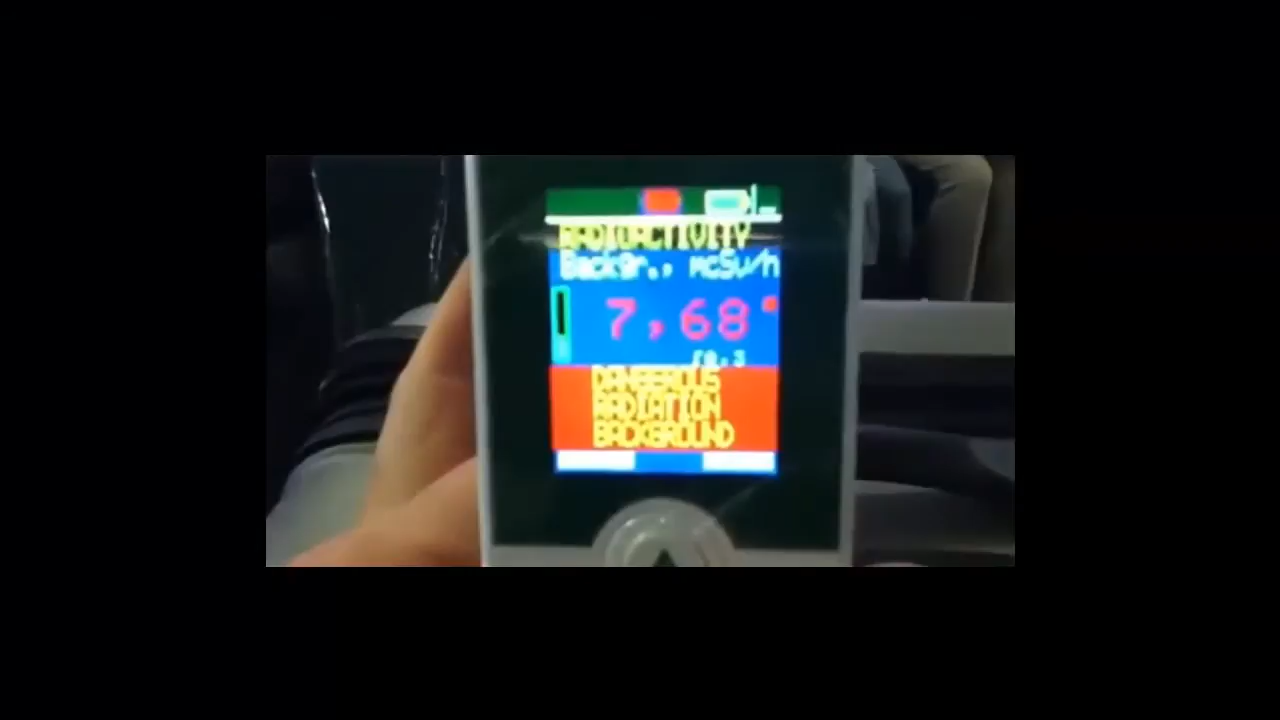 RADIOACTIVITY
Backgr., mcSv/h
7,68
DANGEROUS
RADIATION
BACKGROUND